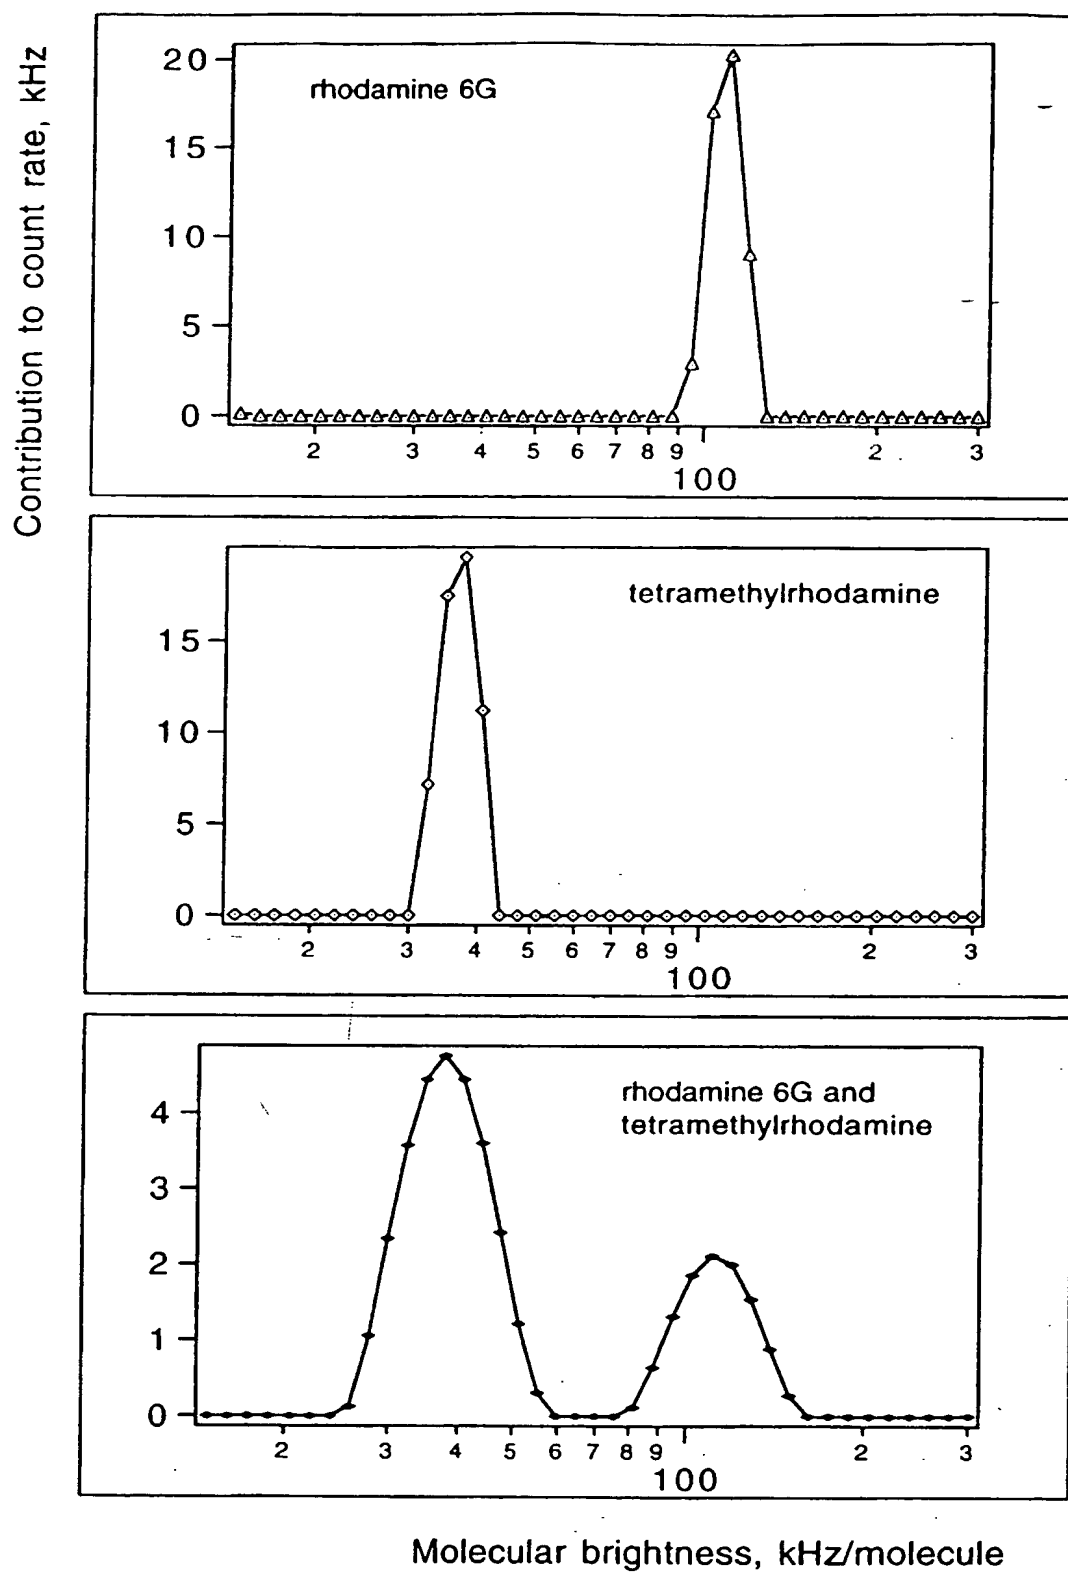 Contribution to count rate, kHz
rhodamine 6G
20
15
10
5
0
2 3 4 5 6 7 8 9 2 3
100
tetramethylrhodamine
15
10
5
0
2 3 4 5 6 7 8 9 2 3
100
rhodamine 6G and
tetramethylrhodamine
4
3
2
1
0
2 3 4 5 6 7 8 9 2 3
100
Molecular brightness, kHz/molecule